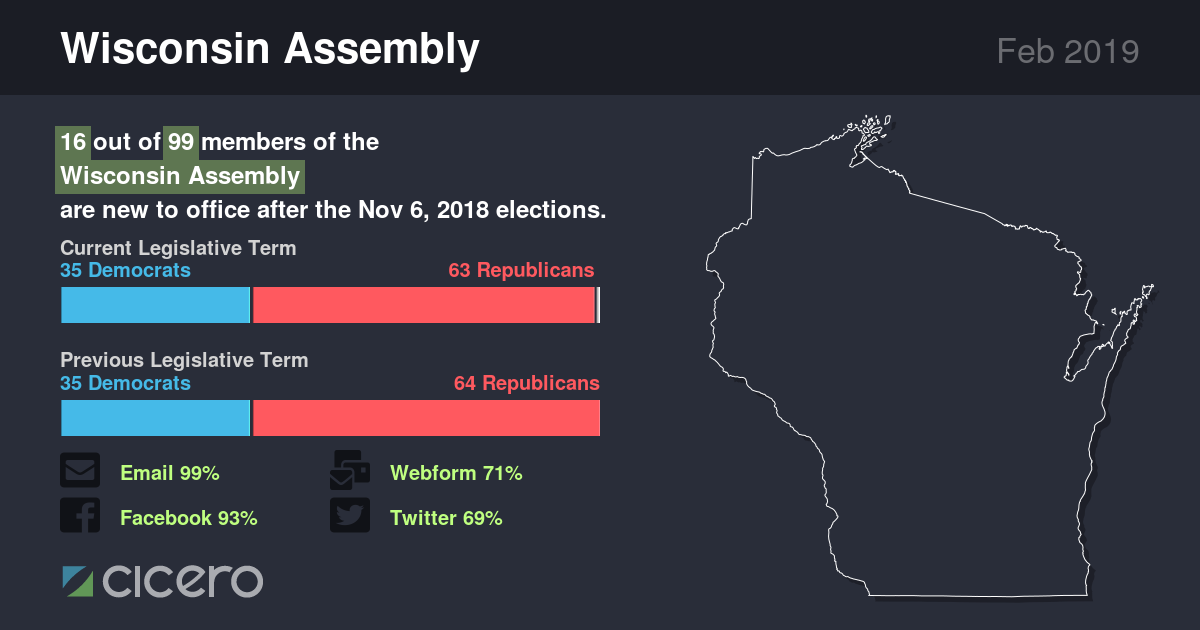 Wisconsin Assembly
Feb 2019
16 out of 99 members of the
Wisconsin Assembly
are new to office after the Nov 6, 2018 elections.
Current Legislative Term
35 Democrats 63 Republicans
Previous Legislative Term
35 Democrats 64 Republicans
Email 99% Webform 71%
Facebook 93% Twitter 69%
cicero